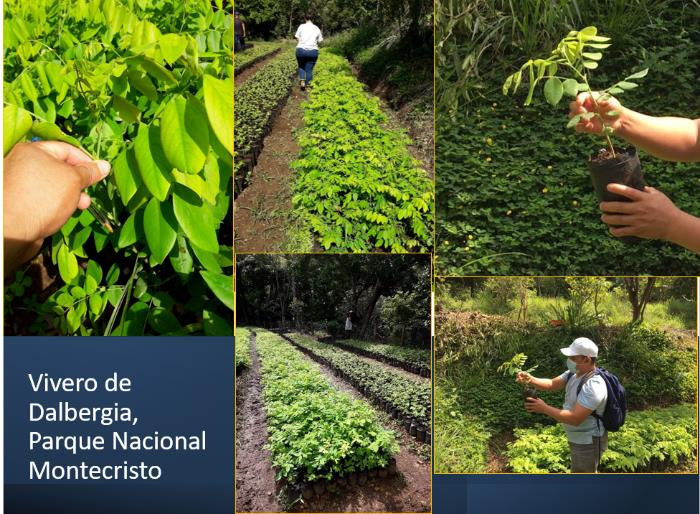 Vivero de
Dalbergia,
Parque Nacional
Montecristo